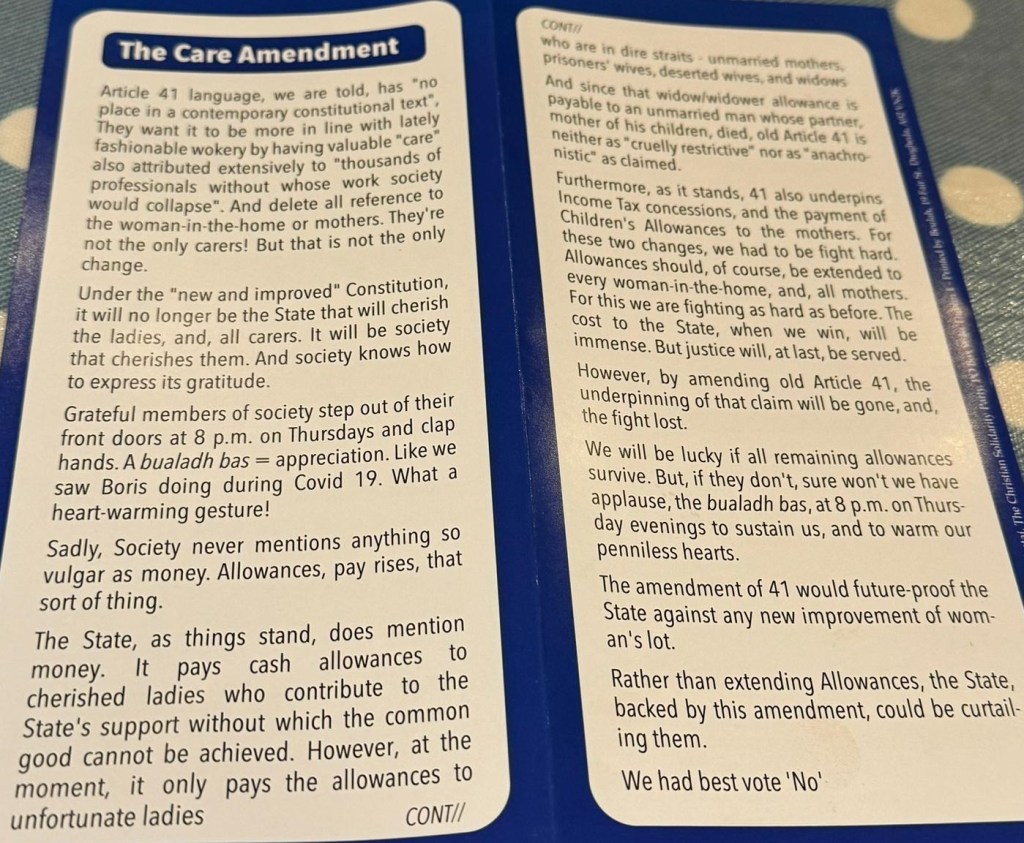 The Care Amendment
Article 41 language, we are told, has "no
place in a contemporary constitutional text",
They want it to be more in line with lately
fashionable wokery by having valuable "care"
also attributed extensively to "thousands of
professionals without whose work society
would collapse". And delete all reference to
the woman-in-the-home or mothers. They're
not the only carers! But that is not the only
change.
Under the "new and improved" Constitution,
it will no longer be the State that will cherish
the ladies, and, all carers. It will be society
that cherishes them. And society knows how
to express its gratitude.
Grateful members of society step out of their
front doors at 8 p.m. on Thursdays and clap
hands. A bualadh bas = appreciation. Like we
saw Boris doing during Covid 19. What a
heart-warming gesture!
Sadly, Society never mentions anything so
vulgar as money. Allowances, pay rises, that
sort of thing.
The State, as things stand, does mention
money. It pays cash allowances to
cherished ladies who contribute to the
State's support without which the common
good cannot be achieved. However, at the
moment, it only pays the allowances to
unfortunate ladies
CONT//
CONT//
who are in dire straits - unmarried mothers,
prisoners' wives, deserted wives, and widows
And since that widow/widower allowance is
payable to an unmarried man whose partner,
mother of his children, died, old Article 41 is
neither as "cruelly restrictive" nor as "anachro-
nistic" as claimed.
Furthermore, as it stands, 41 also underpins
Income Tax concessions, and the payment of
Children's Allowances to the mothers. For
these two changes, we had to be fight hard.
Allowances should, of course, be extended to
every woman-in-the-home, and, all mothers.
For this we are fighting as hard as before. The
cost to the State, when we win, will be
immense. But justice will, at last, be served.
However, by amending old Article 41, the
underpinning of that claim will be gone, and,
the fight lost.
We will be lucky if all remaining allowances
survive. But, if they don't, sure won't we have
applause, the bualadh bas, at 8 p.m. on Thurs-
day evenings to sustain us, and to warm our
penniless hearts.
The amendment of 41 would future-proof the
State against any new improvement of wom-
an's lot.
Rather than extending Allowances, the State,
backed by this amendment, could be curtail-
ing them.
We had best vote 'No'
The Christian Solidarity Party,
Printed by Beulah, 19 Fair St. Drogheda,